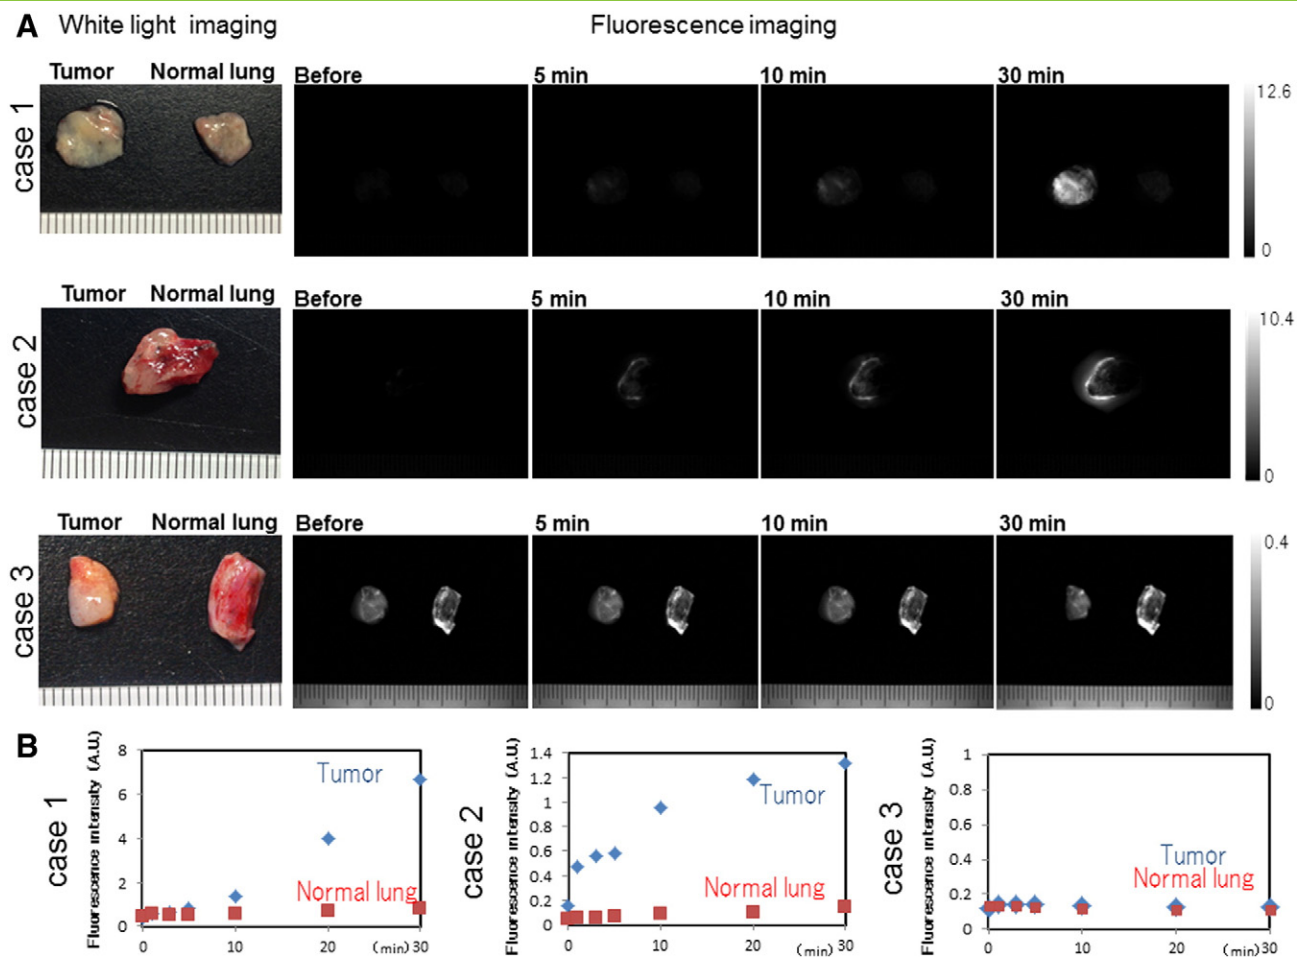 A White light imaging Fluorescence imaging
Tumor Normal lung Before 5 min 10 min 30 min
case 1
12.6
0
Tumor Normal lung Before 5 min 10 min 30 min
case 2
10.4
0
Tumor Normal lung Before 5 min 10 min 30 min
case 3
0.4
0
B
case 1
Fluorescence intensity (A.U.)
8
6
4
2
0
Tumor
Normal lung
0 10 20 (min) 30
case 2
Fluorescence intensity (A.U.)
1.4
1.2
1
0.8
0.6
0.4
0.2
0
Tumor
Normal lung
0 10 20 (min) 30
case 3
Fluorescence intensity (A.U.)
1
0.8
0.6
0.4
0.2
0
Tumor
Normal lung
0 10 20 (min) 30